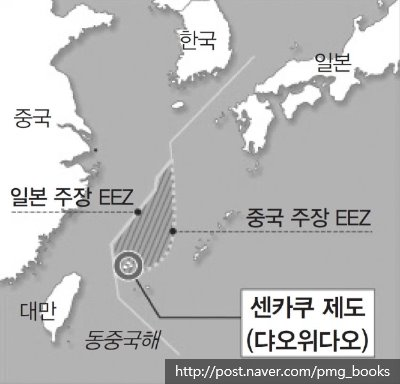 한국
일본
중국
일본 주장 EEZ
중국 주장 EEZ
대만
센카쿠 제도
(댜오위다오)
동중국해
http://post.naver.com/pmg_books